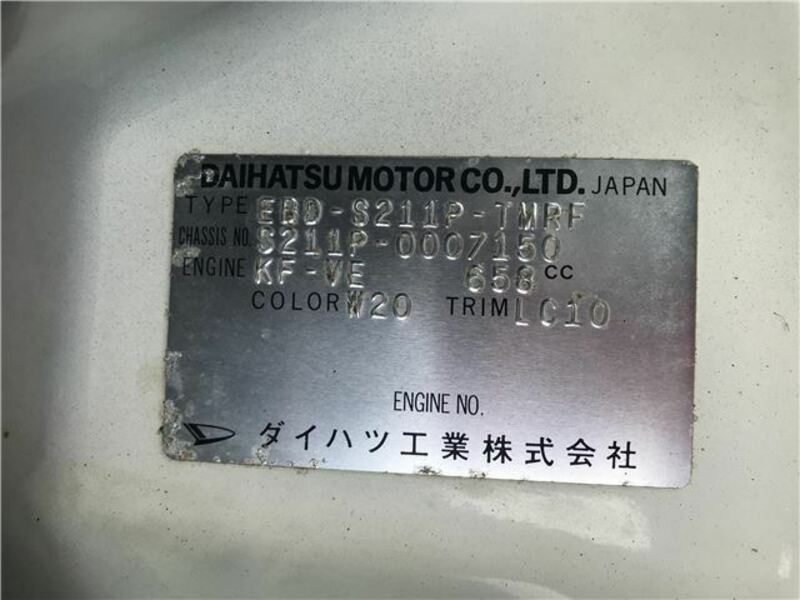 DAIHATSU MOTOR CO.,LTD. JAPAN
TYPE EBD-S211P-TMRF
CHASSIS NO. S211P-0007150
ENGINE KF-VE 658 CC
COLOR W20 TRIM LC10
ENGINE NO.
ダイハツ工業株式会社